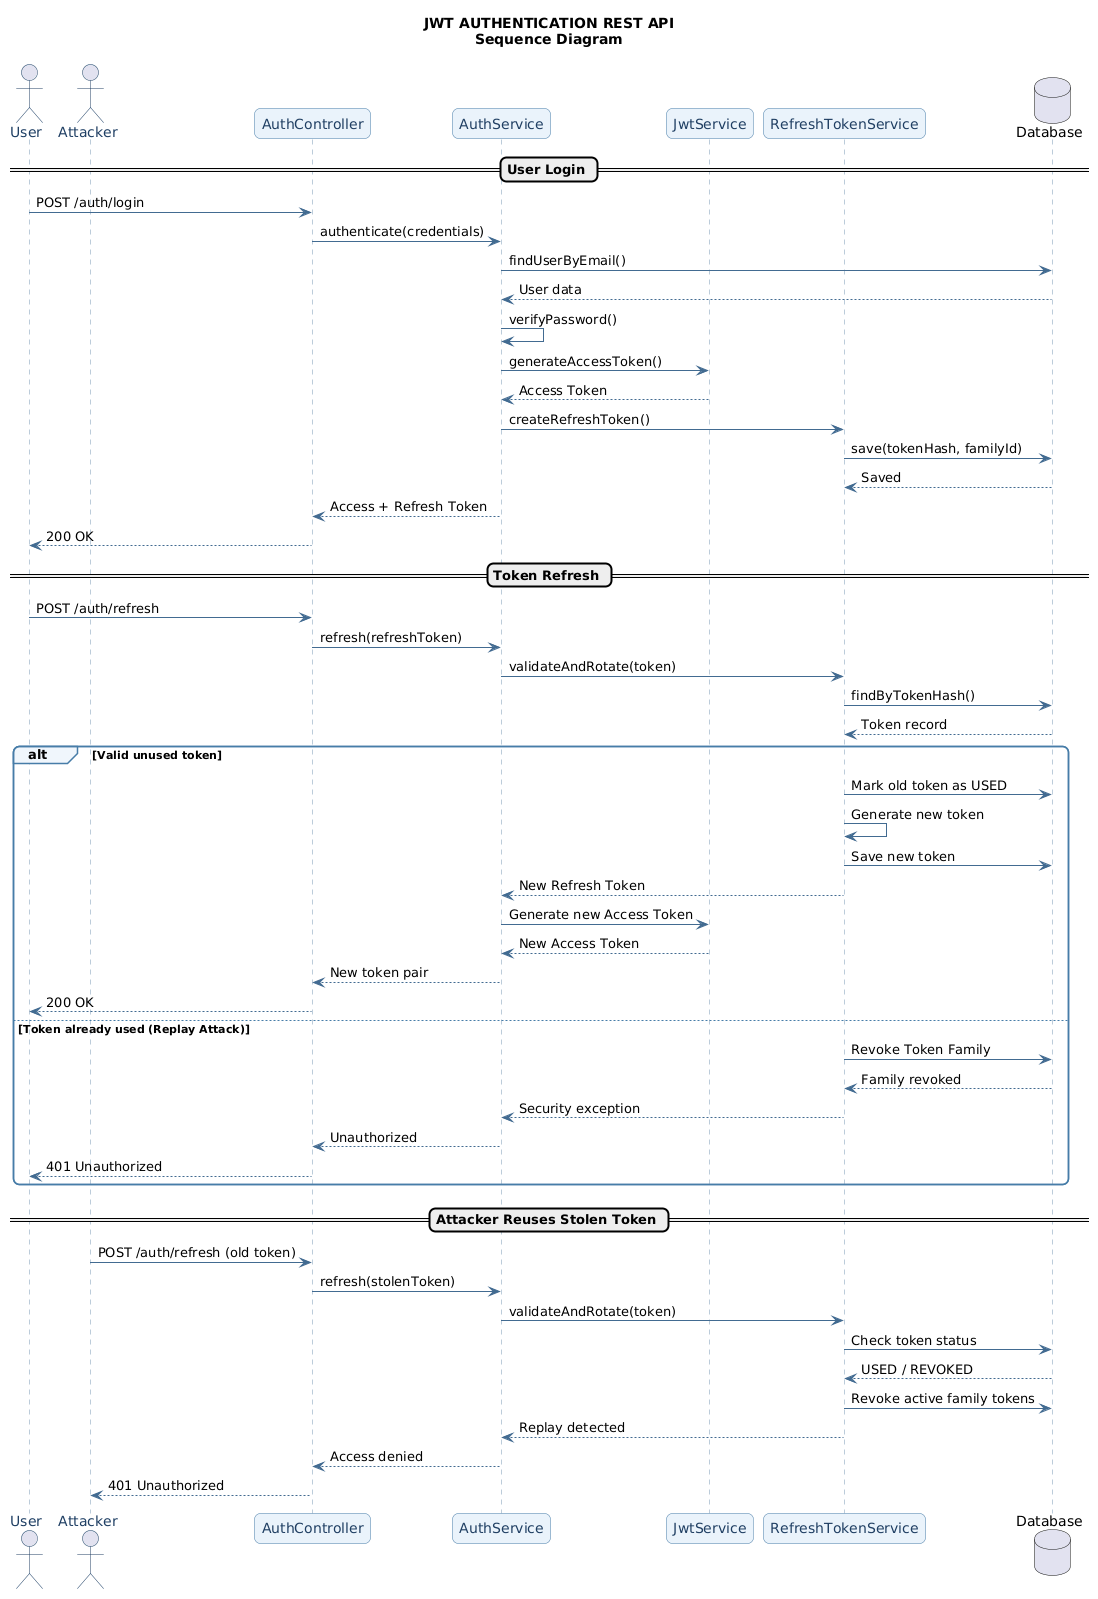 JWT AUTHENTICATION REST API
Sequence Diagram
User
Attacker
AuthController
AuthService
JwtService
RefreshTokenService
Database
User Login
POST /auth/login
authenticate(credentials)
findUserByEmail()
User data
verifyPassword()
generateAccessToken()
Access Token
createRefreshToken()
save(tokenHash, familyId)
Saved
Access + Refresh Token
200 OK
Token Refresh
POST /auth/refresh
refresh(refreshToken)
validateAndRotate(token)
findByTokenHash()
Token record
alt [Valid unused token]
Mark old token as USED
Generate new token
Save new token
New Refresh Token
Generate new Access Token
New Access Token
New token pair
200 OK
[Token already used (Replay Attack)]
Revoke Token Family
Family revoked
Security exception
Unauthorized
401 Unauthorized
Attacker Reuses Stolen Token
POST /auth/refresh (old token)
refresh(stolenToken)
validateAndRotate(token)
Check token status
USED / REVOKED
Revoke active family tokens
Replay detected
Access denied
401 Unauthorized
User
Attacker
AuthController
AuthService
JwtService
RefreshTokenService
Database